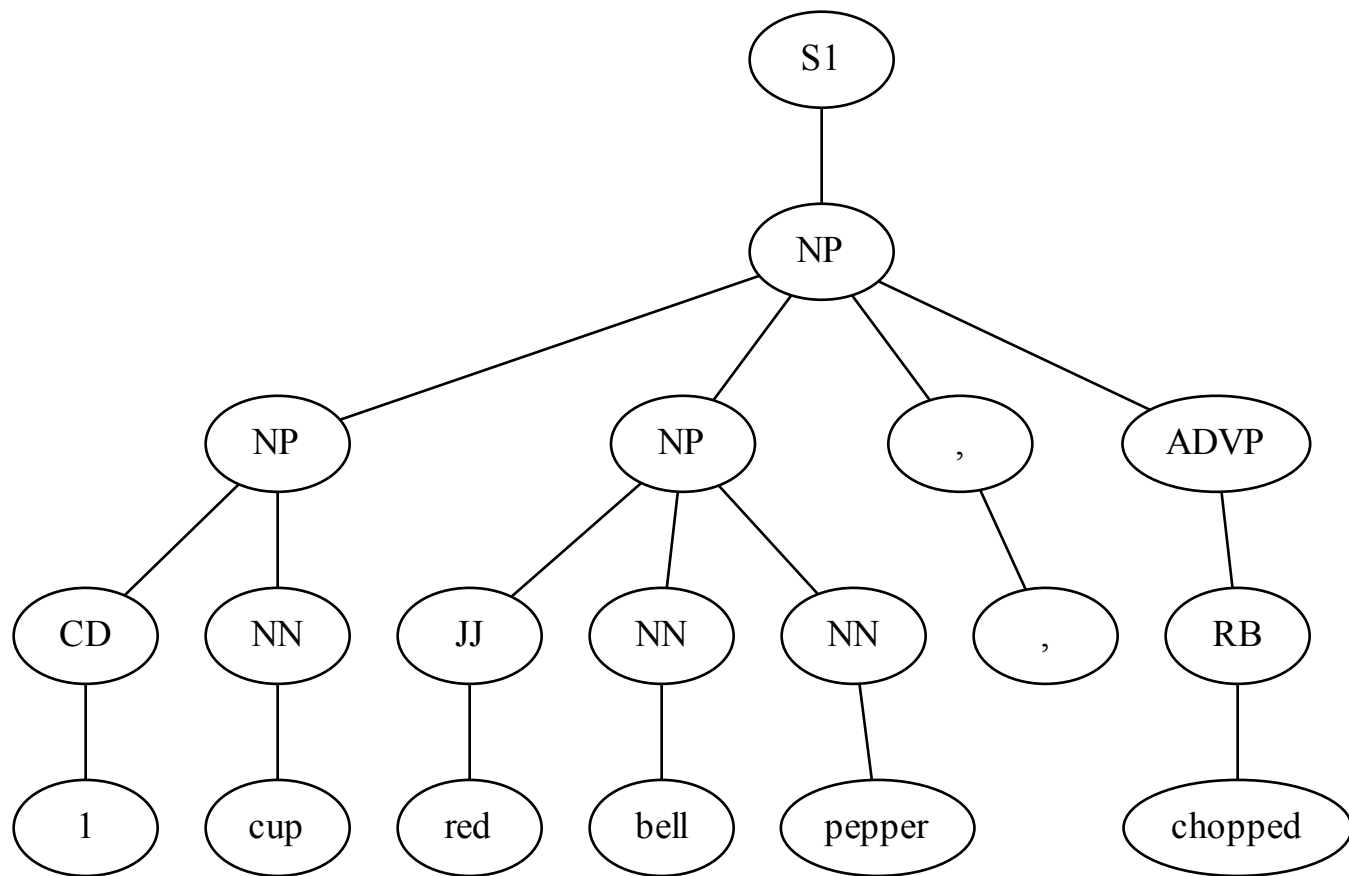 S1
NP
NP NP , ADVP
CD NN JJ NN NN , RB
1 cup red bell pepper chopped